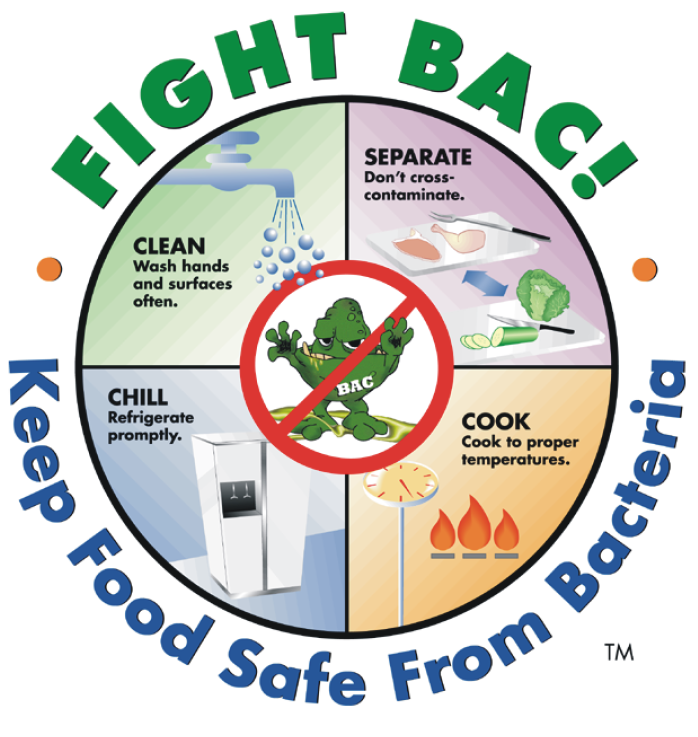 FIGHT BAC!
CLEAN
Wash hands
and surfaces
often.
SEPARATE
Don't cross-
contaminate.
BAC
CHILL
Refrigerate
promptly.
COOK
Cook to proper
temperatures.
Keep Food Safe From Bacteria
TM